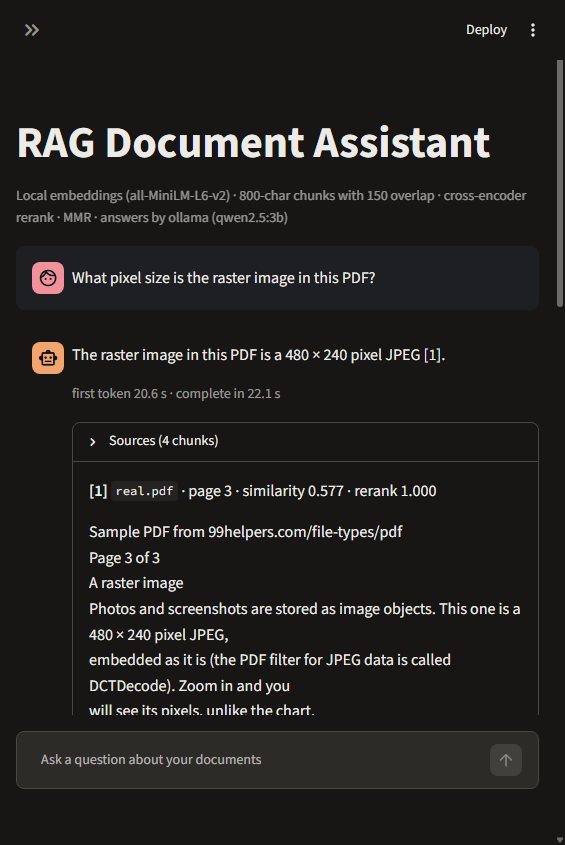 Deploy
RAG Document Assistant
Local embeddings (all-MiniLM-L6-v2) · 800-char chunks with 150 overlap · cross-encoder
rerank · MMR · answers by ollama (qwen2.5:3b)
What pixel size is the raster image in this PDF?
The raster image in this PDF is a 480 × 240 pixel JPEG [1].
first token 20.6 s · complete in 22.1 s
Sources (4 chunks)
[1] real.pdf · page 3 · similarity 0.577 · rerank 1.000
Sample PDF from 99helpers.com/file-types/pdf
Page 3 of 3
A raster image
Photos and screenshots are stored as image objects. This one is a
480 × 240 pixel JPEG,
embedded as it is (the PDF filter for JPEG data is called
DCTDecode). Zoom in and you
will see its pixels, unlike the chart.
Ask a question about your documents